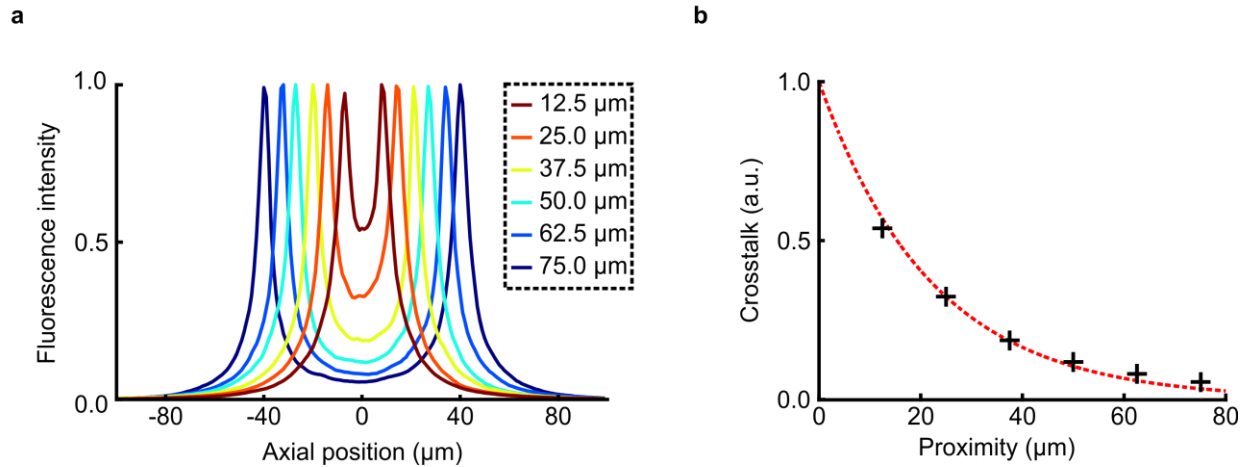 a
1.0
0.5
0.0
Fluorescence intensity
-80
-40
0
40
80
Axial position (µm)
12.5 µm
25.0 µm
37.5 µm
50.0 µm
62.5 µm
75.0 µm
b
1.0
0.5
0.0
Crosstalk (a.u.)
0
20
40
60
80
Proximity (µm)